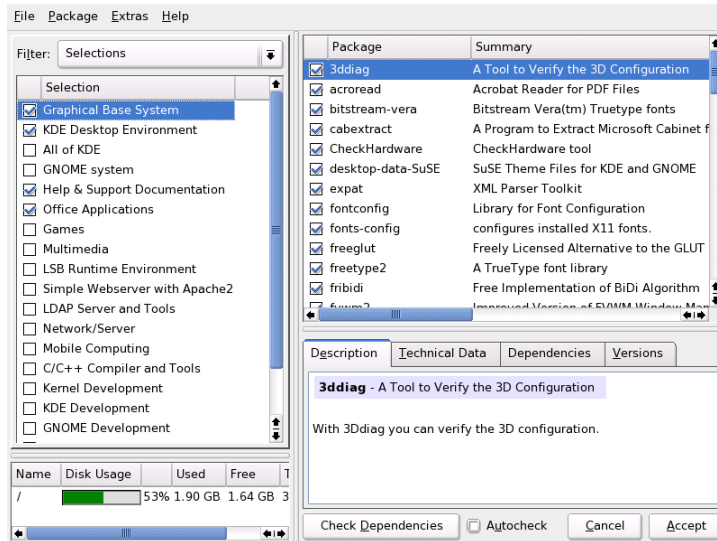 File Package Extras Help
Filter: Selections
Selection
Graphical Base System
KDE Desktop Environment
All of KDE
GNOME system
Help & Support Documentation
Office Applications
Games
Multimedia
LSB Runtime Environment
Simple Webserver with Apache2
LDAP Server and Tools
Network/Server
Mobile Computing
C/C++ Compiler and Tools
Kernel Development
KDE Development
GNOME Development
Name Disk Usage Used Free T
/ 53% 1.90 GB 1.64 GB 3
Package Summary
3ddiag A Tool to Verify the 3D Configuration
acroread Acrobat Reader for PDF Files
bitstream-vera Bitstream Vera(tm) Truetype fonts
cabextract A Program to Extract Microsoft Cabinet f
CheckHardware CheckHardware tool
desktop-data-SuSE SuSE Theme Files for KDE and GNOME
expat XML Parser Toolkit
fontconfig Library for Font Configuration
fonts-config configures installed X11 fonts.
freeglut Freely Licensed Alternative to the GLUT
freetype2 A TrueType font library
fribidi Free Implementation of BiDi Algorithm
fvwm2 Improved Version of FVWM Window Man
Description Technical Data Dependencies Versions
3ddiag - A Tool to Verify the 3D Configuration
With 3Ddiag you can verify the 3D configuration.
Check Dependencies Autocheck Cancel Accept